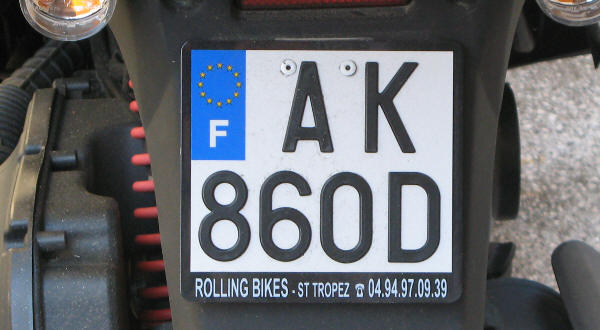 F
AK
860D
ROLLING BIKES - ST TROPEZ ☎ 04.94.97.09.39